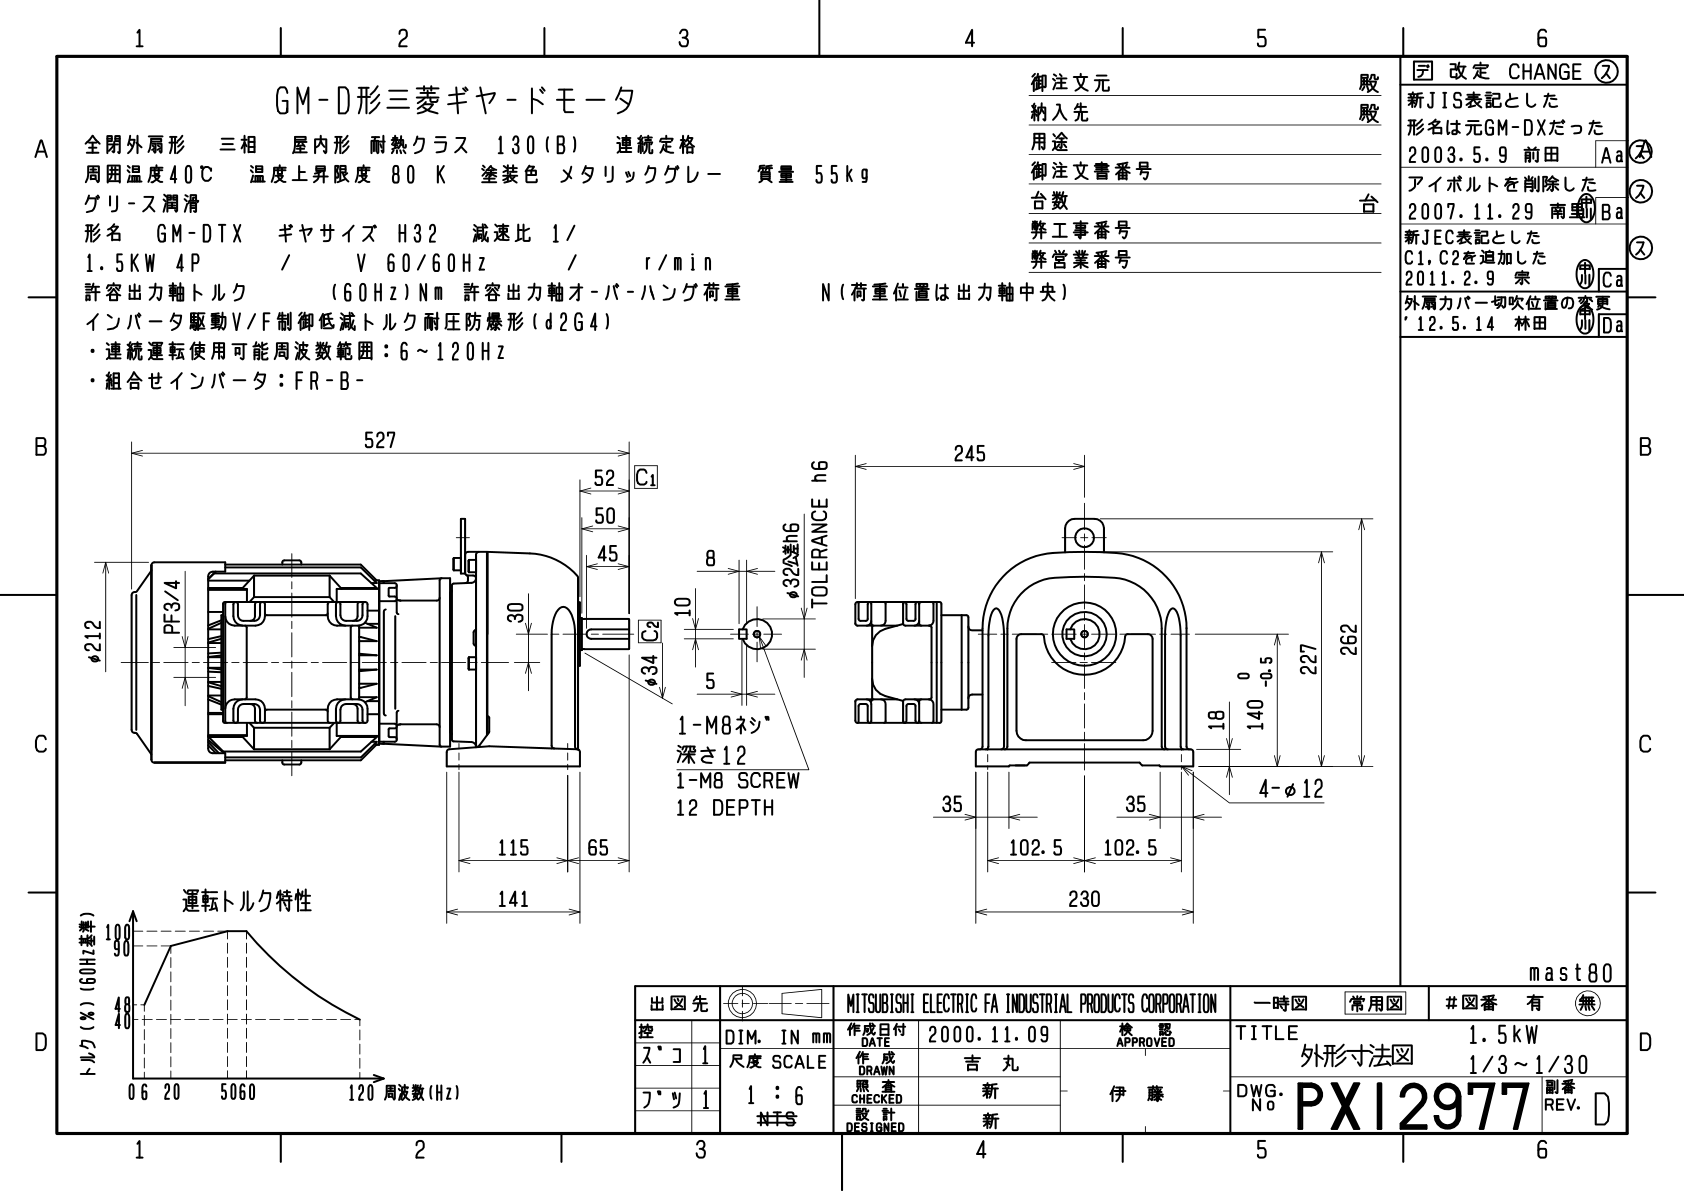 1 2 3 4 5 6
GM-D形三菱ギヤ-ドモータ
全閉外扇形 三相 屋内形 耐熱クラス 130(B) 連続定格
周囲温度40℃ 温度上昇限度 80 K 塗装色 メタリックグレー 質量 55kg
グリース潤滑
形名 GM-DTX ギヤサイズ H32 減速比 1/
1.5KW 4P / V 60/60Hz / r/min
許容出力軸トルク (60Hz)Nm 許容出力軸オ-バ-ハング荷重 N(荷重位置は出力軸中央)
インバータ駆動V/F制御低減トルク耐圧防爆形(d2G4)
・連続運転使用可能周波数範囲：6～120Hz
・組合せインバータ：FR-B-
御注文元 殿
納入先 殿
用途
御注文書番号
台数 台
弊工事番号
弊営業番号
デ 改定 CHANGE ス
新JIS表記とした
形名は元GM-DXだった
2003.5.9 前田 Aa ス
アイボルトを削除した ス
2007.11.29 南里 Ba
新JEC表記とした ス
C1,C2を追加した
2011.2.9 宗 Ca
外扇カバー切吹位置の変更
'12.5.14 林田 Da
A A
B B
C C
D D
527
52 C1
50
45
30
φ212
PF3/4
C2
φ34
8
10
5
φ32公差h6
TOLERANCE h6
1-M8ネジ
深さ12
1-M8 SCREW
12 DEPTH
115 65
141
245
262
227
140 0 -0.5
18
4-φ12
35 35
102.5 102.5
230
運転トルク特性
トルク(%)(60Hz基準)
100
90
48
40
0 6 20 50 60 120 周波数(Hz)
mast80
出図先
MITSUBISHI ELECTRIC FA INDUSTRIAL PRODUCTS CORPORATION
一時図 常用図 #図番 有 無
控
ズコ 1
ブツ 1
DIM. IN mm
尺度 SCALE
1 : 6
NTS
作成日付 DATE 2000.11.09
作成 DRAWN 吉丸
照査 CHECKED 新
設計 DESIGNED 新
検認 APPROVED
伊藤
TITLE 1.5kW
外形寸法図 1/3～1/30
DWG. No PX12977
副番 REV. D
1 2 3 4 5 6